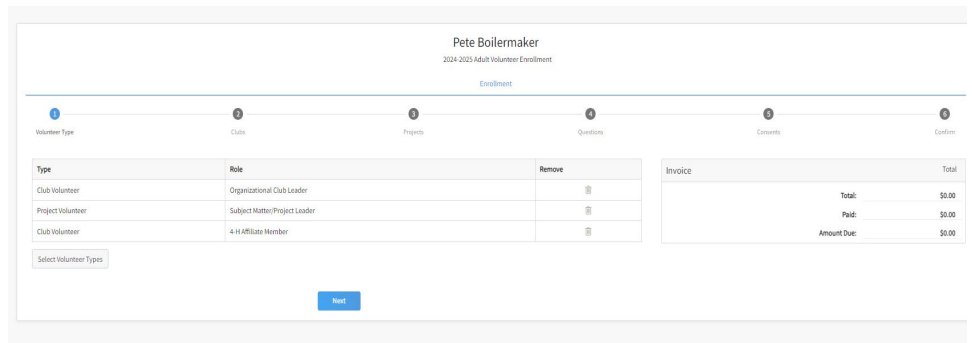 Pete Boilermaker
2024-2025 Adult Volunteer Enrollment
Enrollment
1 2 3 4 5 6
Volunteer Type Clubs Projects Questions Consents Confirm
Type Role Remove
Club Volunteer Organizational Club Leader
Project Volunteer Subject Matter/Project Leader
Club Volunteer 4-H Affiliate Member
Select Volunteer Types
Invoice Total
Total: $0.00
Paid: $0.00
Amount Due: $0.00
Next